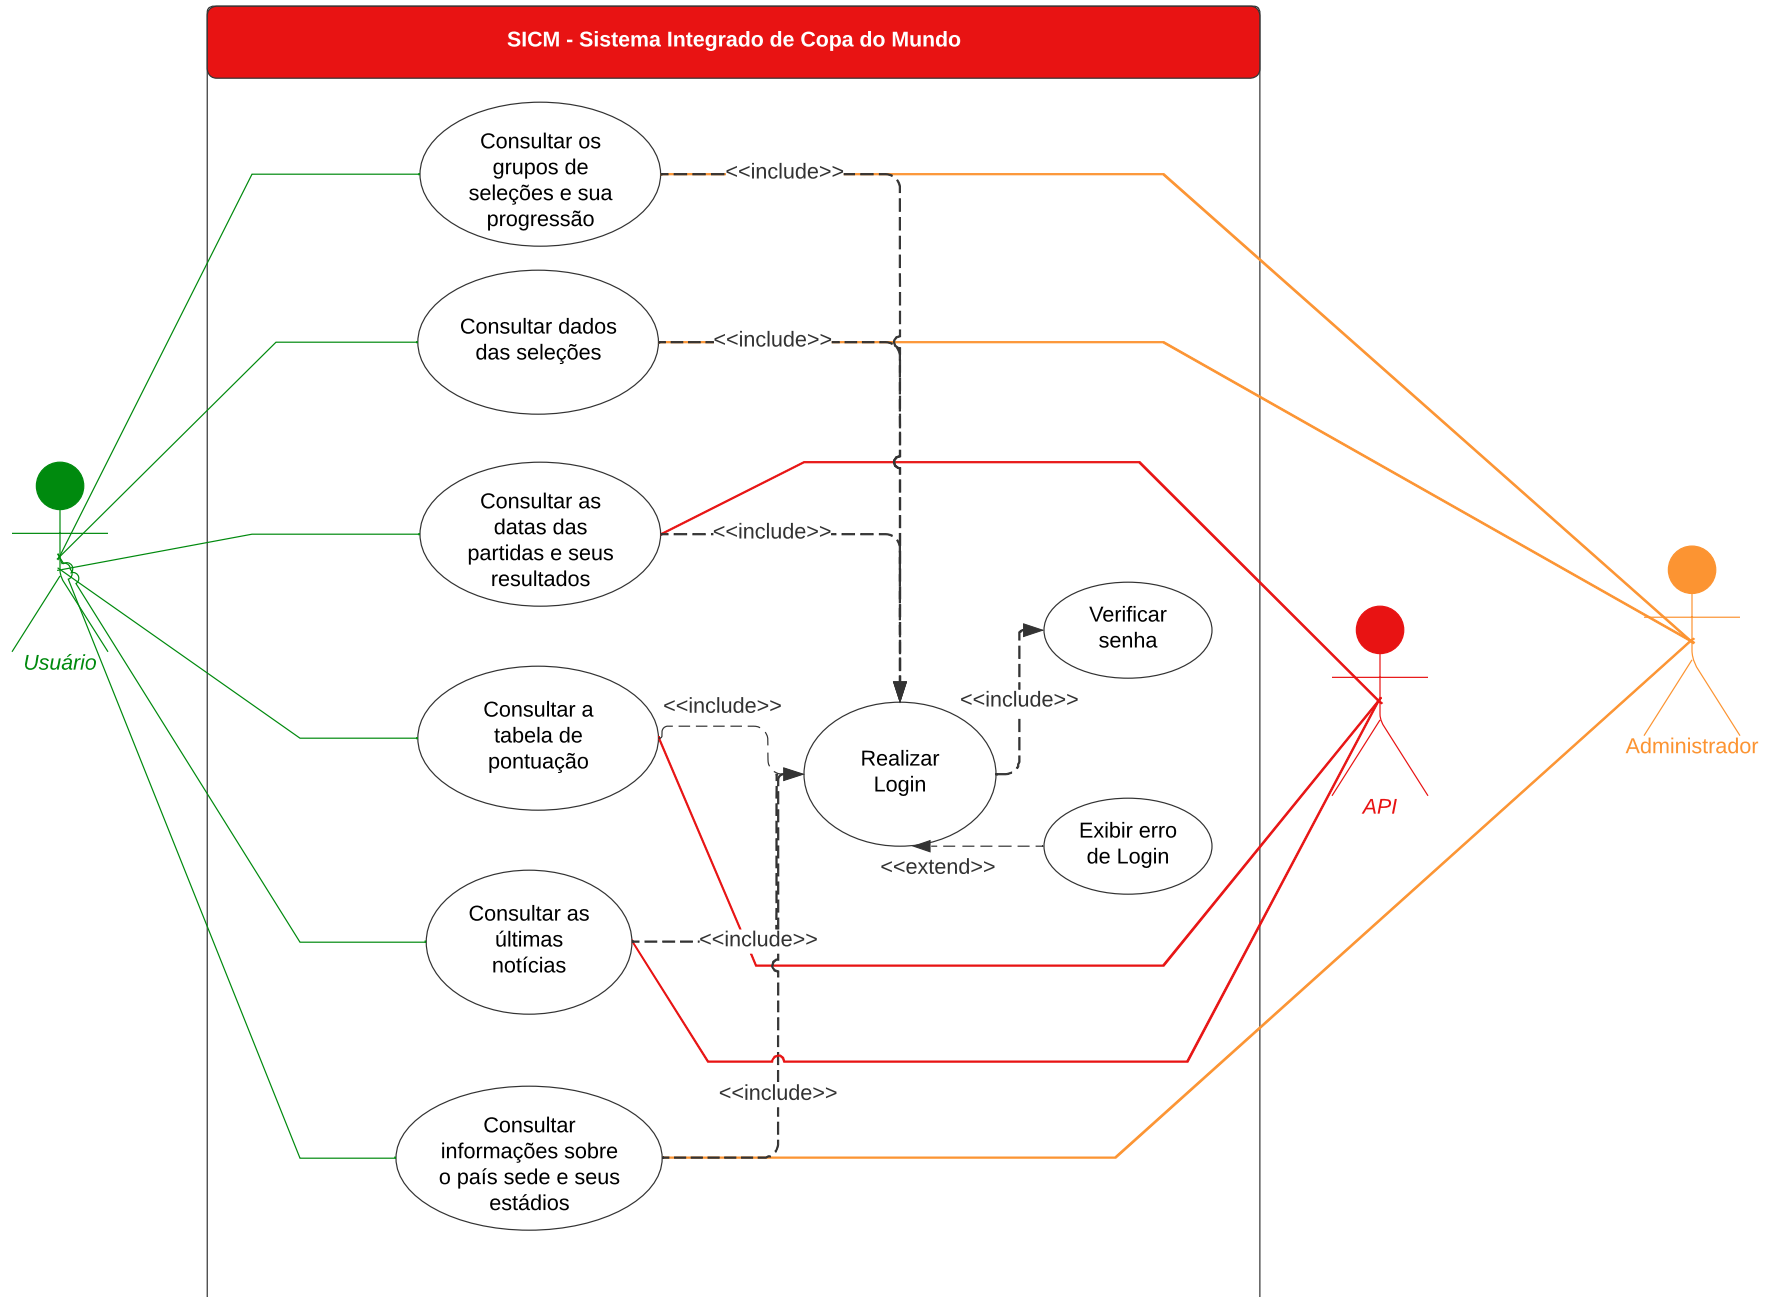 SICM - Sistema Integrado de Copa do Mundo
Consultar os
grupos de
seleções e sua
progressão
<<include>>
Consultar dados
das seleções
<<include>>
Consultar as
datas das
partidas e seus
resultados
<<include>>
Verificar
senha
Usuário
<<include>>
<<include>>
Consultar a
tabela de
pontuação
Realizar
Login
Administrador
API
Exibir erro
de Login
<<extend>>
Consultar as
últimas
notícias
<<include>>
<<include>>
Consultar
informações sobre
o país sede e seus
estádios